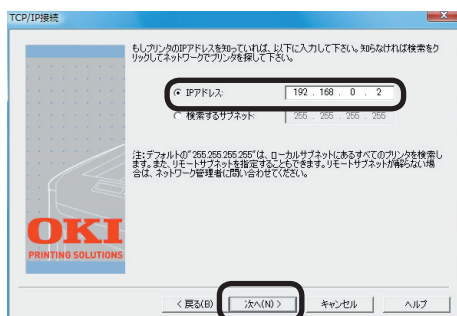 TCP/IP接続
もしプリンタのIPアドレスを知っていれば、以下に入力して下さい。知らなければ検索をク
リックしてネットワークでプリンタを探して下さい。
IPアドレス: 192 . 168 . 0 . 2
検索するサブネット: 255 . 255 . 255 . 255
注:デフォルトの"255.255.255.255"は、ローカルサブネットにあるすべてのプリンタを検索し
ます。また、リモートサブネットを指定することもできます。リモートサブネットが解らない場
合は、ネットワーク管理者に問い合わせてください。
OKI
PRINTING SOLUTIONS
< 戻る(B) 次へ(N) > キャンセル ヘルプ